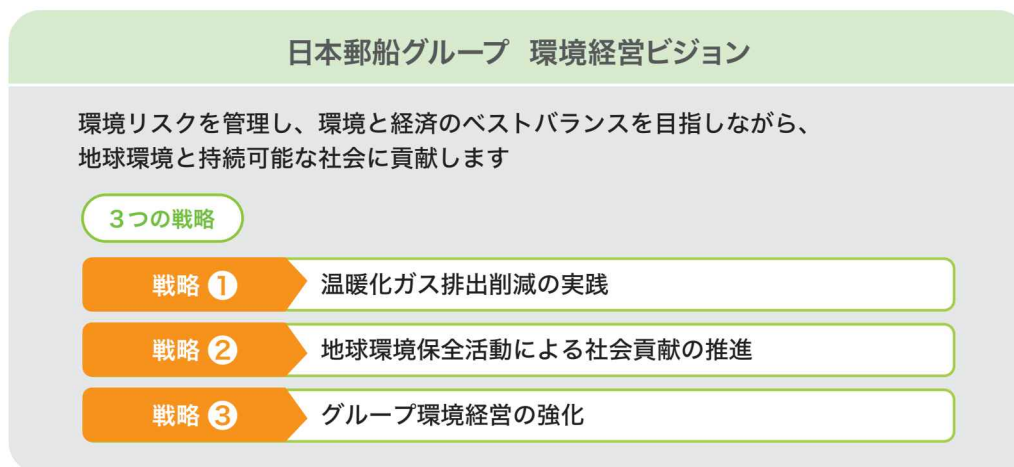 日本郵船グループ 環境経営ビジョン
環境リスクを管理し、環境と経済のベストバランスを目指しながら、
地球環境と持続可能な社会に貢献します
3つの戦略
戦略 ❶ 温暖化ガス排出削減の実践
戦略 ❷ 地球環境保全活動による社会貢献の推進
戦略 ❸ グループ環境経営の強化